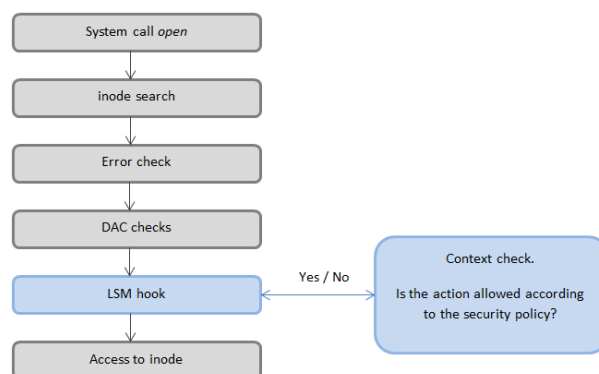 System call open
inode search
Error check
DAC checks
LSM hook
Yes / No
Context check.
Is the action allowed according
to the security policy?
Access to inode